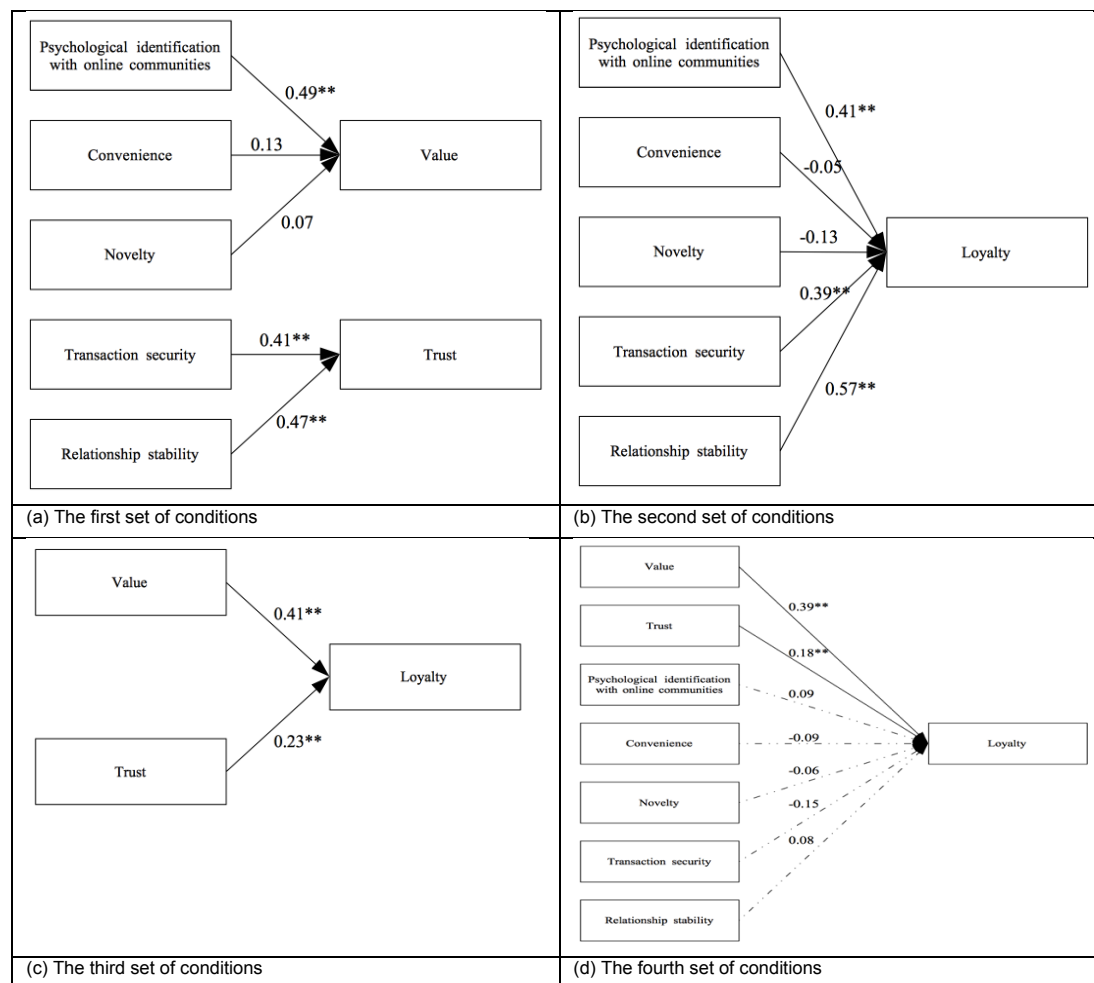 Psychological identification
with online communities
0.49**
Convenience
0.13
Value
Novelty
0.07
Transaction security
0.41**
Trust
Relationship stability
0.47**
(a) The first set of conditions
Psychological identification
with online communities
0.41**
Convenience
-0.05
Novelty
-0.13
Loyalty
Transaction security
0.39**
Relationship stability
0.57**
(b) The second set of conditions
Value
0.41**
Loyalty
Trust
0.23**
(c) The third set of conditions
Value
0.39**
Trust
0.18**
Psychological identification
with online communities
0.09
Convenience
-0.09
Loyalty
Novelty
-0.06
-0.15
Transaction security
0.08
Relationship stability
(d) The fourth set of conditions